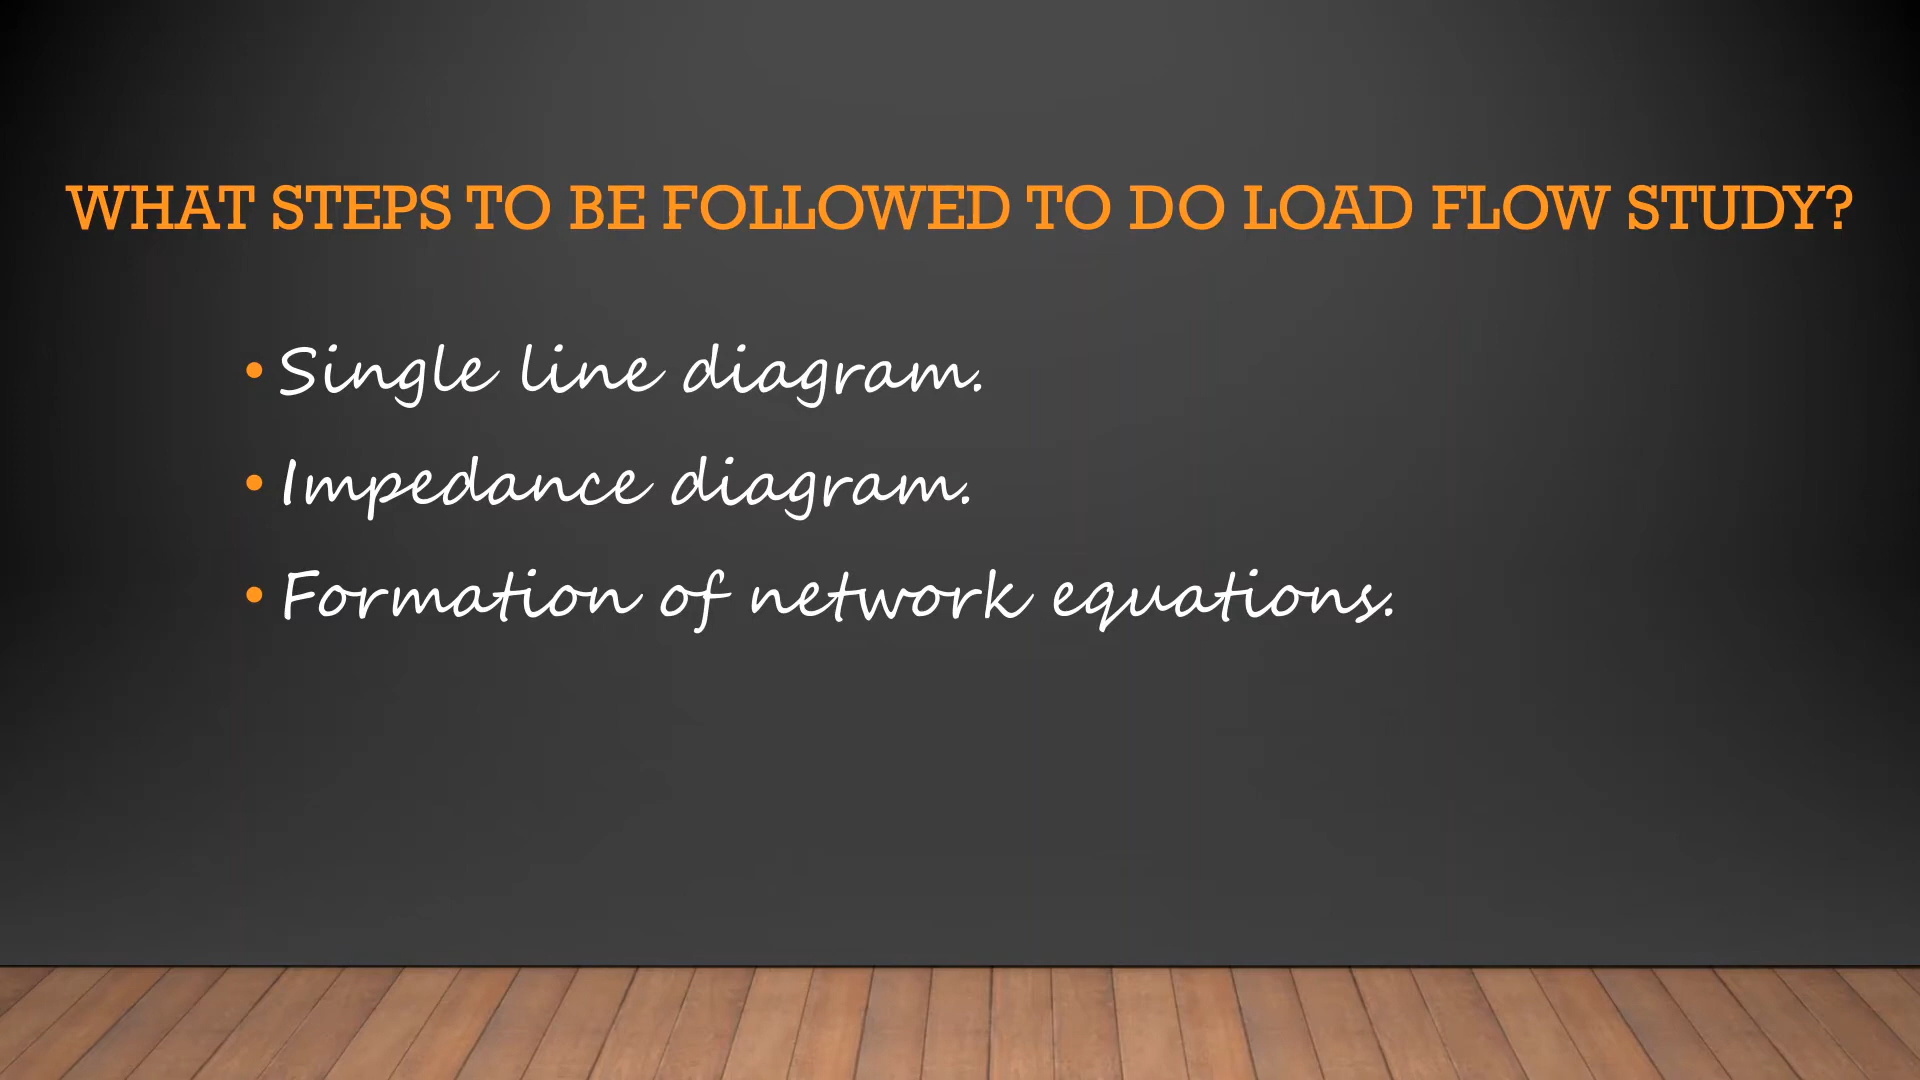 WHAT STEPS TO BE FOLLOWED TO DO LOAD FLOW STUDY?
• Single line diagram.
• Impedance diagram.
• Formation of network equations.